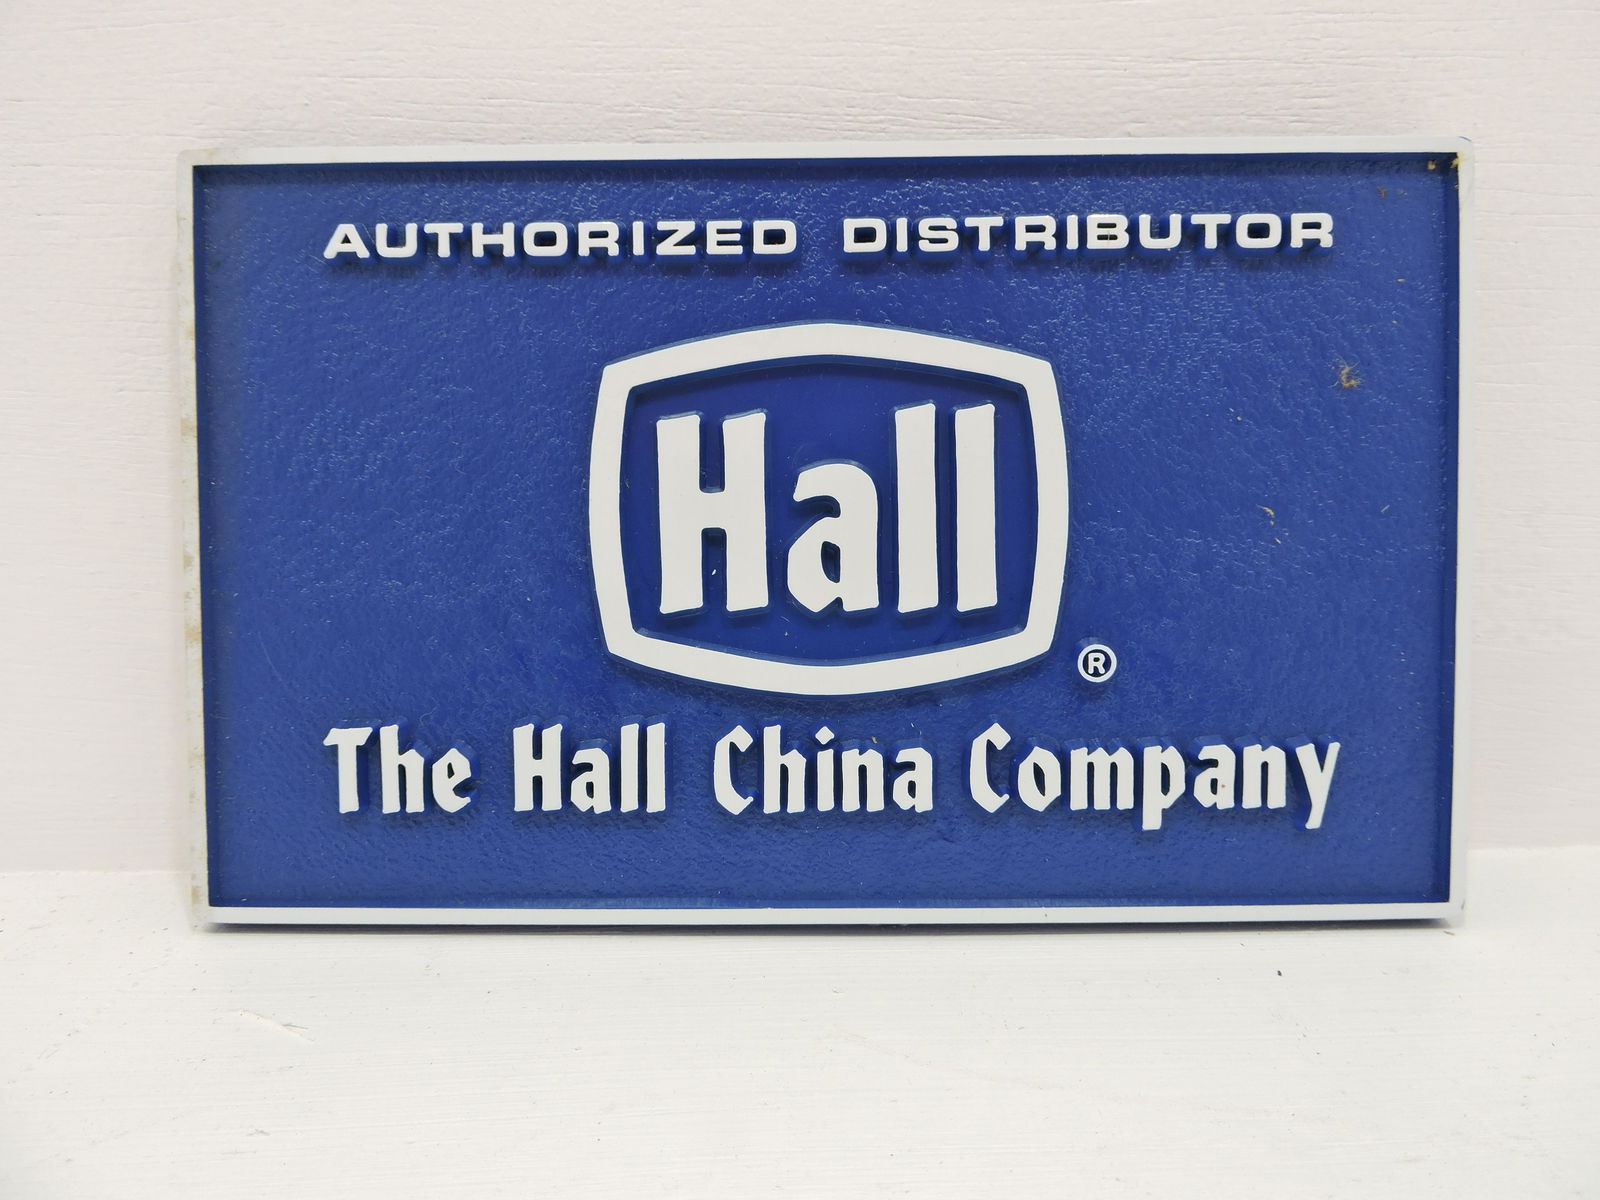 AUTHORIZED DISTRIBUTOR
Hall
®
The Hall China Company